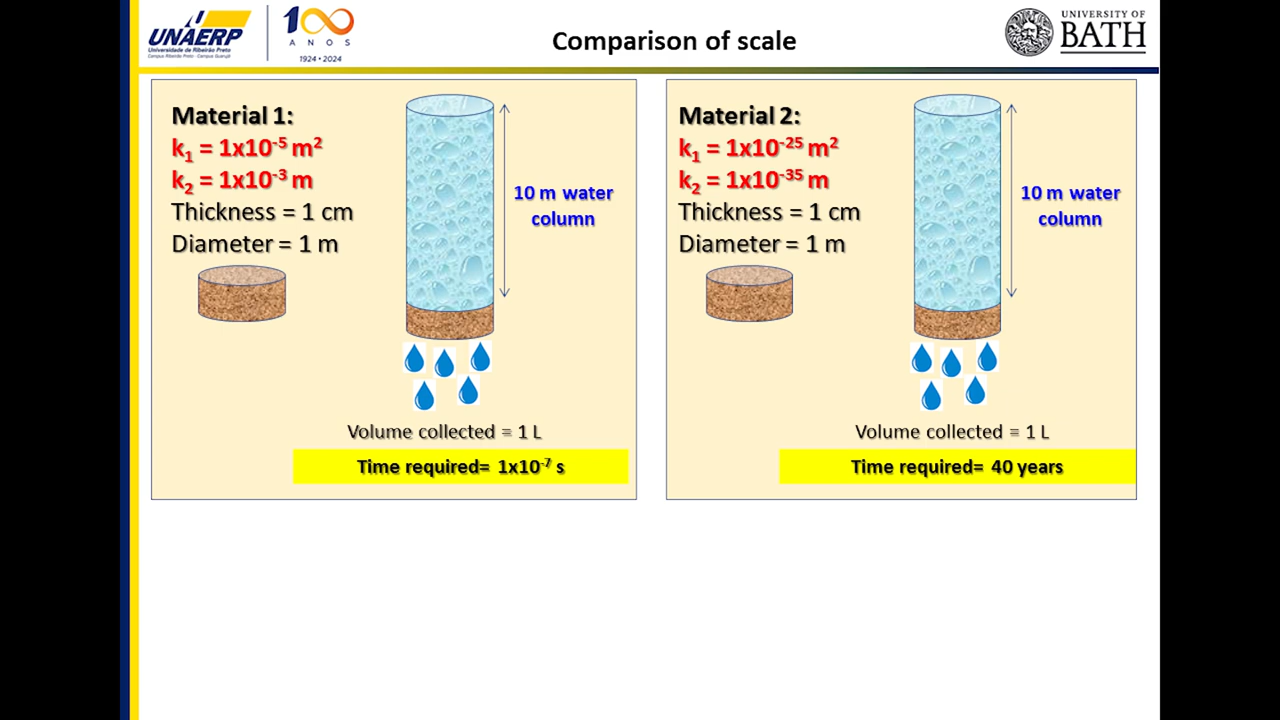 UNAERP
Universidade de Ribeirão Preto
Campus Ribeirão Preto - Campus Guarujá
100
ANOS
1924 • 2024
Comparison of scale
UNIVERSITY OF
BATH
Material 1:
k₁ = 1x10⁻⁵ m²
k₂ = 1x10⁻³ m
Thickness = 1 cm
Diameter = 1 m
10 m water
column
Volume collected = 1 L
Time required= 1x10⁻⁷ s
Material 2:
k₁ = 1x10⁻²⁵ m²
k₂ = 1x10⁻³⁵ m
Thickness = 1 cm
Diameter = 1 m
10 m water
column
Volume collected = 1 L
Time required= 40 years